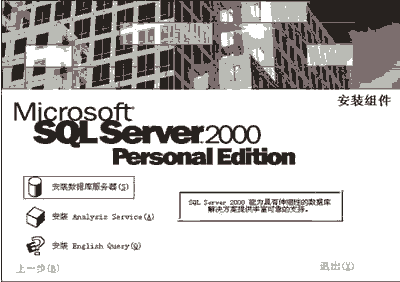 安装组件
Microsoft®
SQL Server 2000
Personal Edition
安装数据库服务器(S)
SQL Server 2000 能为具有伸缩性的数据库
解决方案提供丰富可靠的支持。
安装 Analysis Service(A)
安装 English Query(Q)
上一步(B)
退出(X)